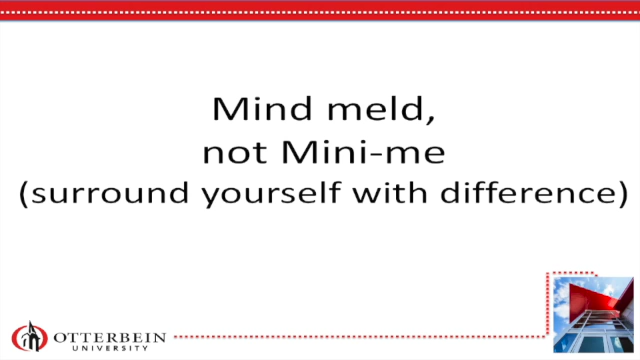 Mind meld,
not Mini-me
(surround yourself with difference)
OTTERBEIN
UNIVERSITY